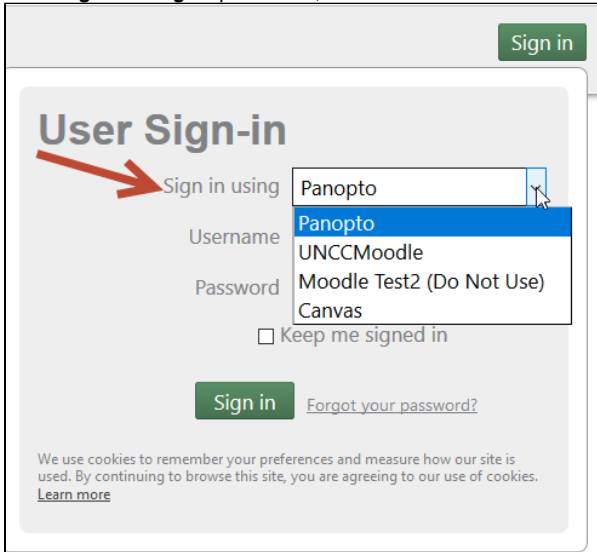 Sign in
User Sign-in
Sign in using Panopto
Panopto
Username
UNCCMoodle
Password
Moodle Test2 (Do Not Use)
Canvas
Keep me signed in
Sign in Forgot your password?
We use cookies to remember your preferences and measure how our site is
used. By continuing to browse this site, you are agreeing to our use of cookies.
Learn more